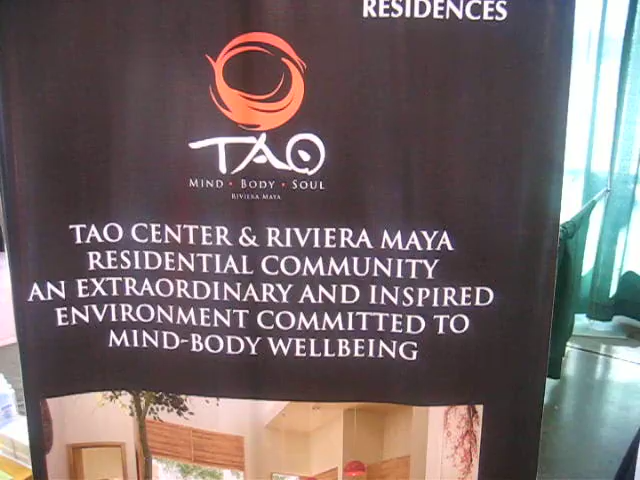 RESIDENCES
TAO
MIND • BODY • SOUL
RIVIERA MAYA
TAO CENTER & RIVIERA MAYA
RESIDENTIAL COMMUNITY
AN EXTRAORDINARY AND INSPIRED
ENVIRONMENT COMMITTED TO
MIND-BODY WELLBEING